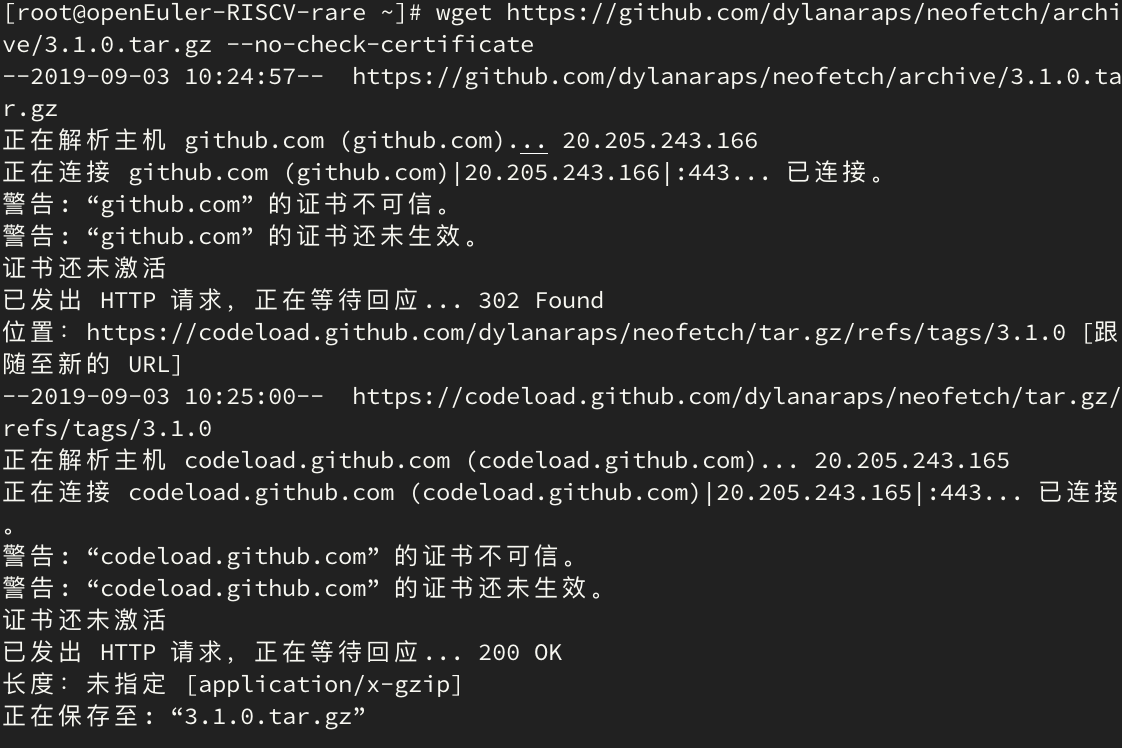 [root@openEuler-RISCV-rare ~]# wget https://github.com/dylanaraps/neofetch/archi
ve/3.1.0.tar.gz --no-check-certificate
--2019-09-03 10:24:57--  https://github.com/dylanaraps/neofetch/archive/3.1.0.ta
r.gz
正在解析主机 github.com (github.com)... 20.205.243.166
正在连接 github.com (github.com)|20.205.243.166|:443... 已连接。
警告: “github.com” 的证书不可信。
警告: “github.com” 的证书还未生效。
证书还未激活
已发出 HTTP 请求, 正在等待回应... 302 Found
位置: https://codeload.github.com/dylanaraps/neofetch/tar.gz/refs/tags/3.1.0 [跟
随至新的 URL]
--2019-09-03 10:25:00--  https://codeload.github.com/dylanaraps/neofetch/tar.gz/
refs/tags/3.1.0
正在解析主机 codeload.github.com (codeload.github.com)... 20.205.243.165
正在连接 codeload.github.com (codeload.github.com)|20.205.243.165|:443... 已连接
。
警告: “codeload.github.com” 的证书不可信。
警告: “codeload.github.com” 的证书还未生效。
证书还未激活
已发出 HTTP 请求, 正在等待回应... 200 OK
长度: 未指定 [application/x-gzip]
正在保存至: “3.1.0.tar.gz”